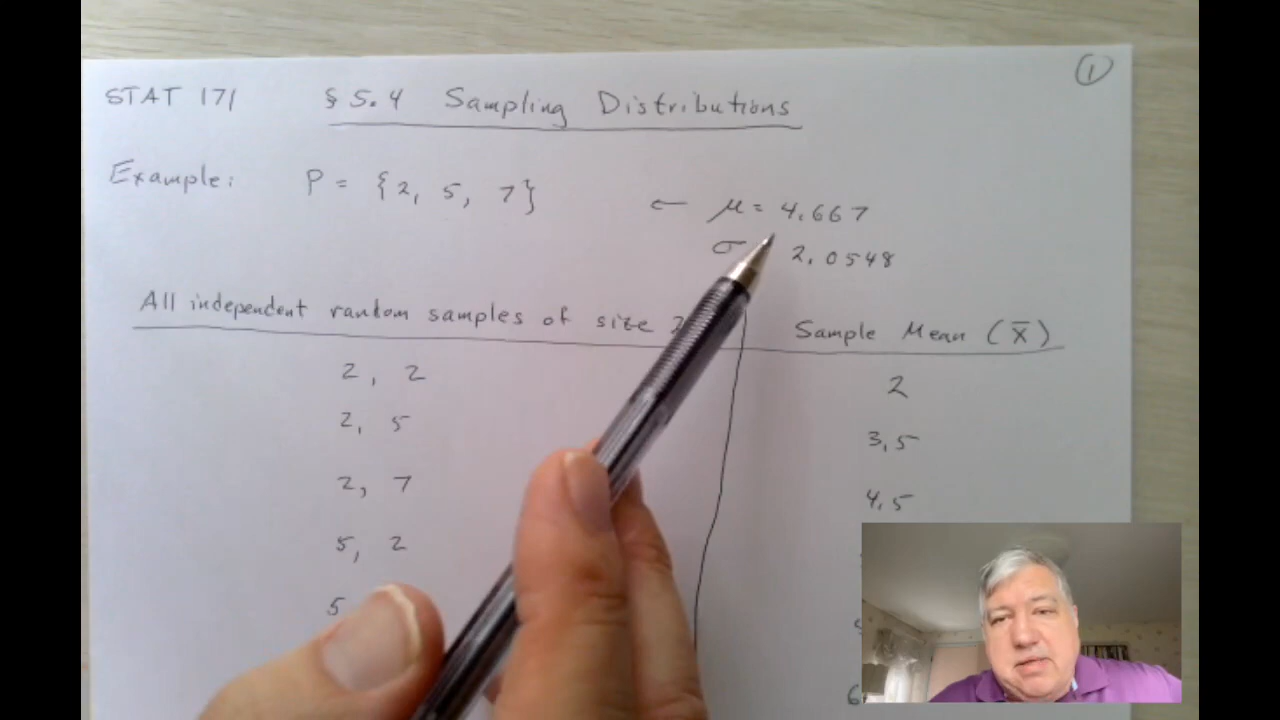 ①
STAT 171 § 5.4 Sampling Distributions
Example: P = {2, 5, 7} ← μ = 4.667
σ 2.0548
All independent random samples of size Sample Mean (x̄)
2, 2 2
2, 5 3.5
2, 7 4.5
5, 2
5
6